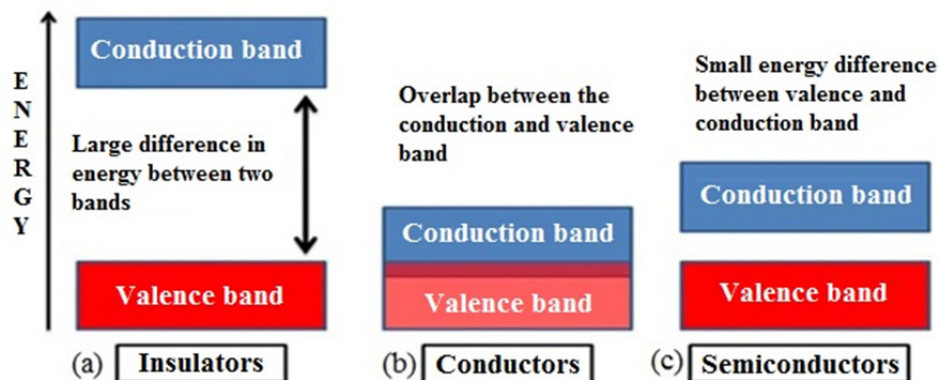 ENERGY
Conduction band
Large difference in
energy between two
bands
Valence band
(a) Insulators
Overlap between the
conduction and valence
band
Conduction band
Valence band
(b) Conductors
Small energy difference
between valence and
conduction band
Conduction band
Valence band
(c) Semiconductors